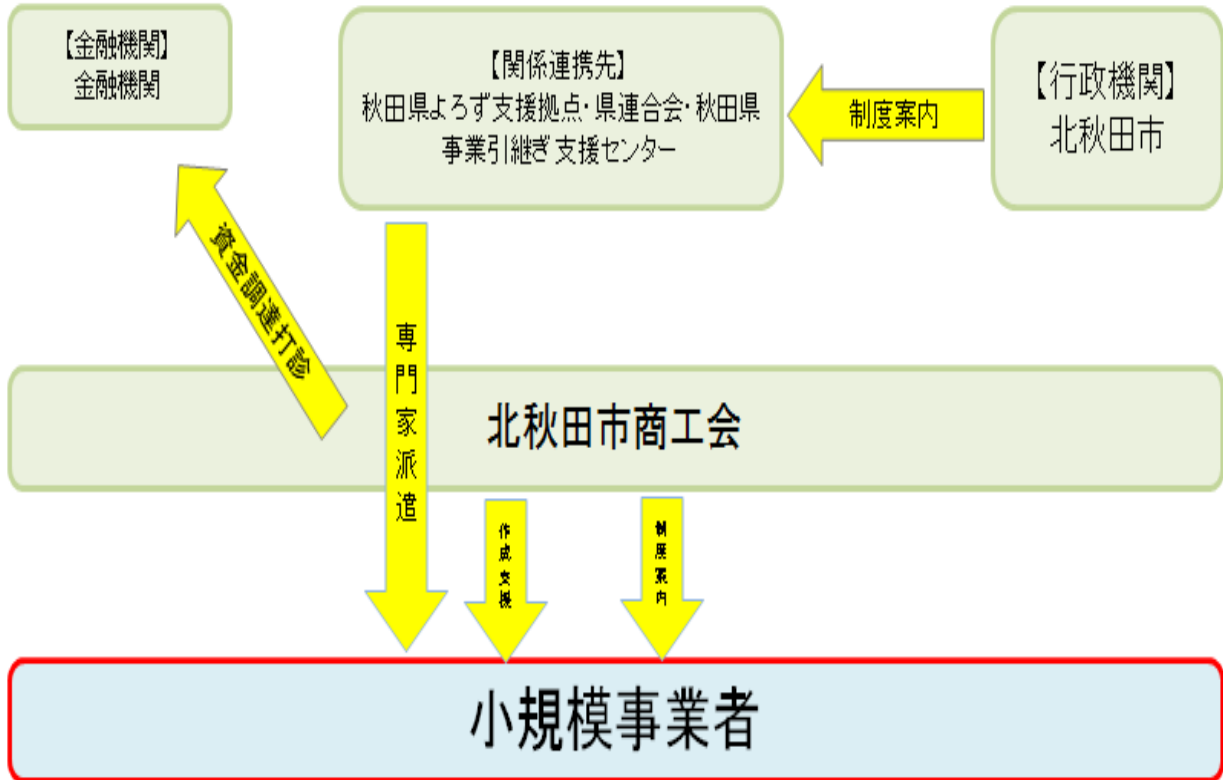 【金融機関】
金融機関
【関係連携先】
秋田県よろず支援拠点・県連合会・秋田県
事業引継ぎ支援センター
制度案内
【行政機関】
北秋田市
資金調達打診
専門家派遣
北秋田市商工会
作成支援
制度案内
小規模事業者